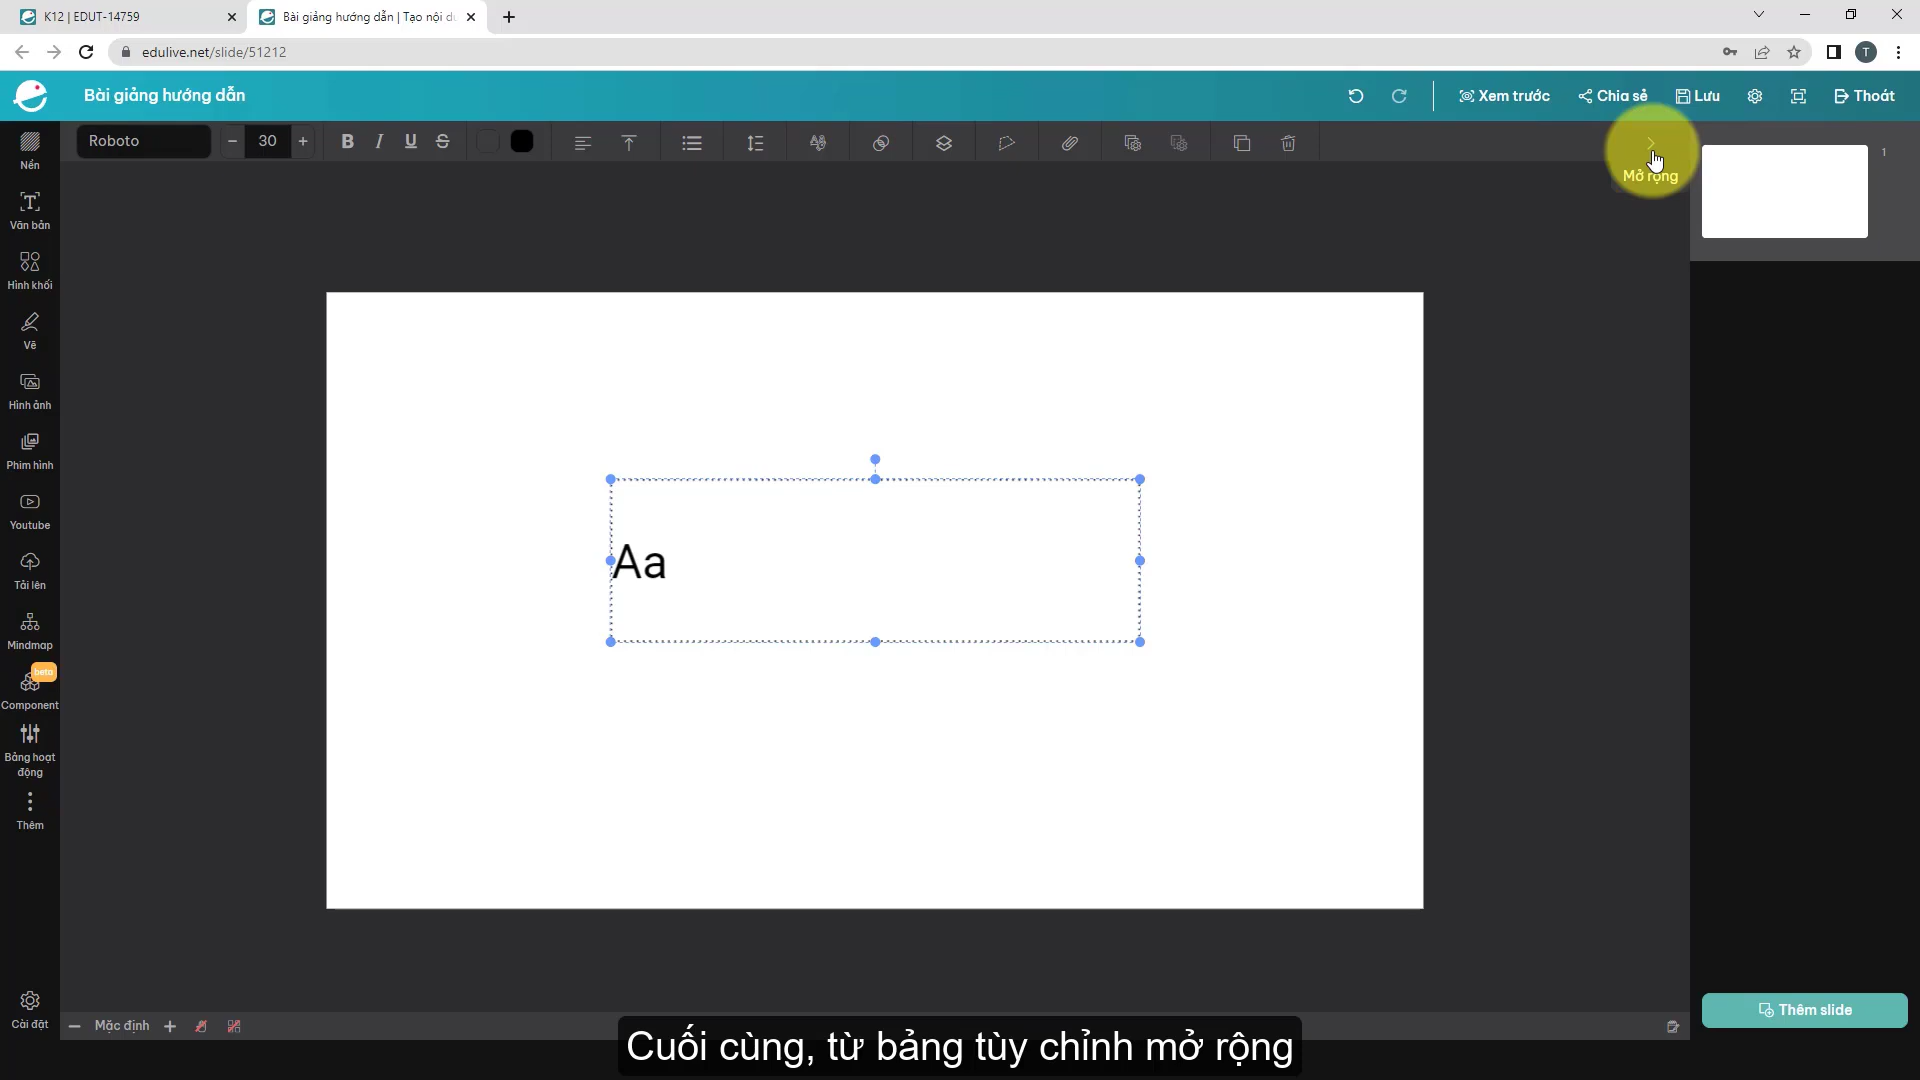 K12 | EDUT-14759
Bài giảng hướng dẫn | Tạo nội du
edulive.net/slide/51212
T
Bài giảng hướng dẫn
Xem trước
Chia sẻ
Lưu
Thoát
Roboto
30
B I U S
Mở rộng
1
Nền
Văn bản
Hình khối
Vẽ
Hình ảnh
Phim hình
Youtube
Tải lên
Mindmap
beta
Component
Bảng hoạt
động
Thêm
Cài đặt
Aa
Mặc định
Thêm slide
Cuối cùng, từ bảng tùy chỉnh mở rộng